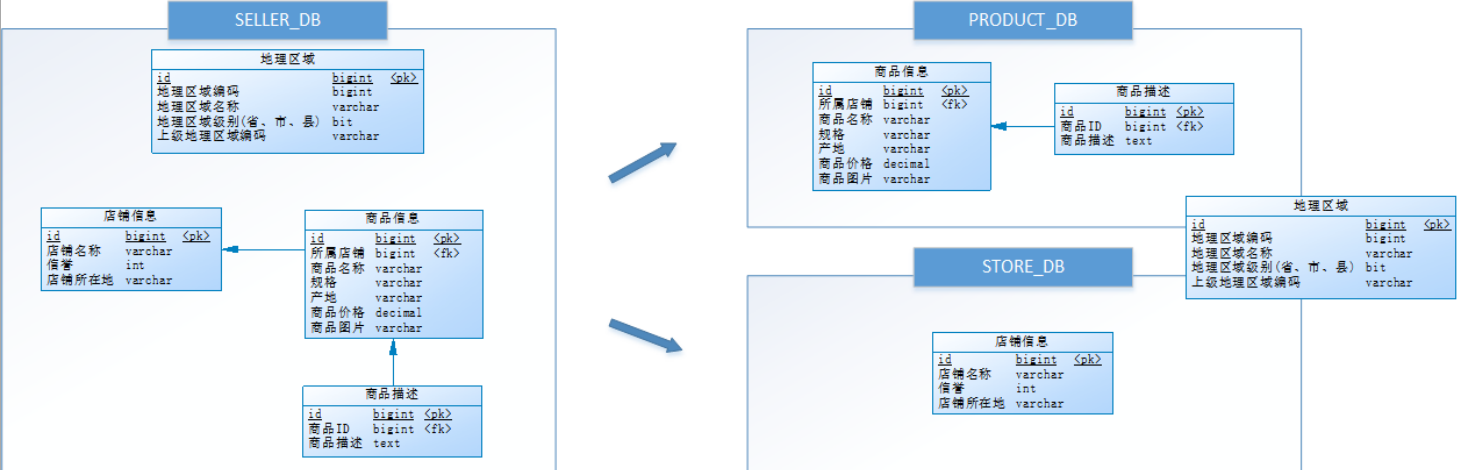 SELLER_DB
地理区域
id bigint <pk>
地理区域编码 bigint
地理区域名称 varchar
地理区域级别(省、市、县) bit
上级地理区域编码 varchar
店铺信息
id bigint <pk>
店铺名称 varchar
信誉 int
店铺所在地 varchar
商品信息
id bigint <pk>
所属店铺 bigint <fk>
商品名称 varchar
规格 varchar
产地 varchar
商品价格 decimal
商品图片 varchar
商品描述
id bigint <pk>
商品ID bigint <fk>
商品描述 text
PRODUCT_DB
商品信息
id bigint <pk>
所属店铺 bigint <fk>
商品名称 varchar
规格 varchar
产地 varchar
商品价格 decimal
商品图片 varchar
商品描述
id bigint <pk>
商品ID bigint <fk>
商品描述 text
地理区域
id bigint <pk>
地理区域编码 bigint
地理区域名称 varchar
地理区域级别(省、市、县) bit
上级地理区域编码 varchar
STORE_DB
店铺信息
id bigint <pk>
店铺名称 varchar
信誉 int
店铺所在地 varchar